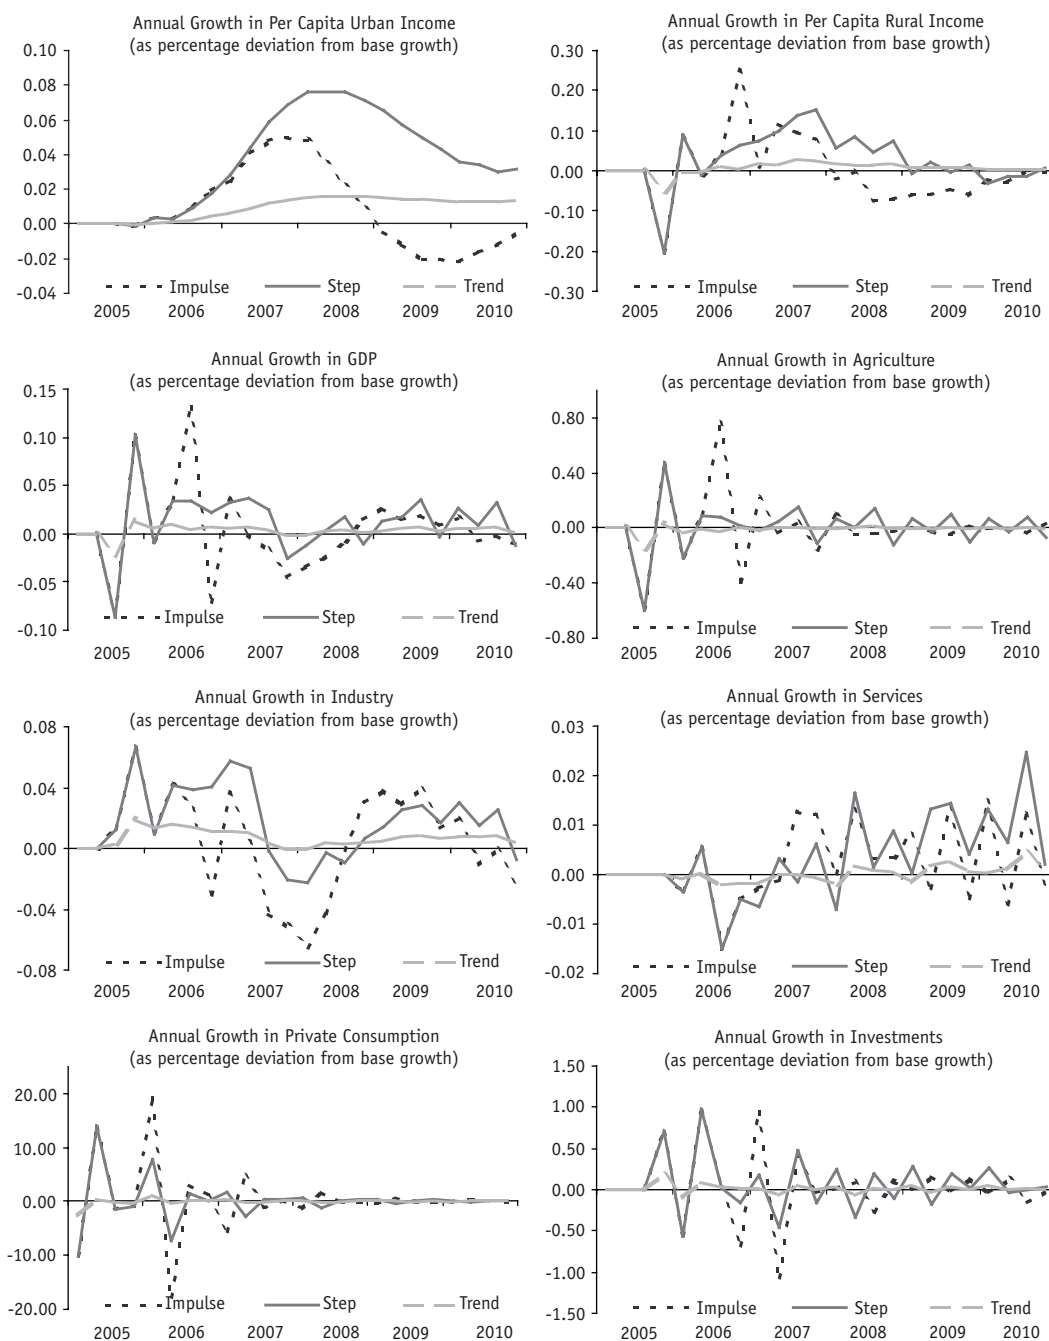 Annual Growth in Per Capita Urban Income
(as percentage deviation from base growth)
0.10
0.08
0.06
0.04
0.02
0.00
-0.02
-0.04
Impulse Step Trend
2005 2006 2007 2008 2009 2010
Annual Growth in Per Capita Rural Income
(as percentage deviation from base growth)
0.30
0.20
0.10
0.00
-0.10
-0.20
-0.30
Impulse Step Trend
2005 2006 2007 2008 2009 2010
Annual Growth in GDP
(as percentage deviation from base growth)
0.15
0.10
0.05
0.00
-0.05
-0.10
Impulse Step Trend
2005 2006 2007 2008 2009 2010
Annual Growth in Agriculture
(as percentage deviation from base growth)
0.80
0.40
0.00
-0.40
-0.80
Impulse Step Trend
2005 2006 2007 2008 2009 2010
Annual Growth in Industry
(as percentage deviation from base growth)
0.08
0.04
0.00
-0.04
-0.08
Impulse Step Trend
2005 2006 2007 2008 2009 2010
Annual Growth in Services
(as percentage deviation from base growth)
0.03
0.02
0.01
0.00
-0.01
-0.02
Impulse Step Trend
2005 2006 2007 2008 2009 2010
Annual Growth in Private Consumption
(as percentage deviation from base growth)
20.00
10.00
0.00
-10.00
-20.00
Impulse Step Trend
2005 2006 2007 2008 2009 2010
Annual Growth in Investments
(as percentage deviation from base growth)
1.50
1.00
0.50
0.00
-0.50
-1.00
-1.50
Impulse Step Trend
2005 2006 2007 2008 2009 2010